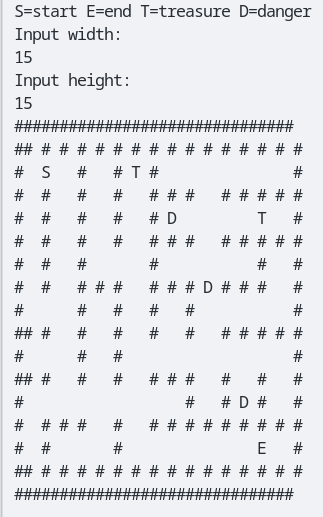 S=start E=end T=treasure D=danger
Input width:
15
Input height:
15
###############################
## # # # # # # # # # # # # # # #
#  S   #   # T #               #
#  #   #   #   # # #   # # # # #
#  #   #   #   # D         T   #
#  #   #   #   # # #   # # # # #
#  #   #       #           #   #
#  #   # # #   # # # D # # #   #
#      #   #   #   #           #
## #   #   #   #   #   # # # # #
#      #   #                   #
## #   #   #   # # #   #   #   #
#                  #   # D #   #
#  # # #   #   # # # # # # # # #
#  #       #               E   #
## # # # # # # # # # # # # # # #
###############################